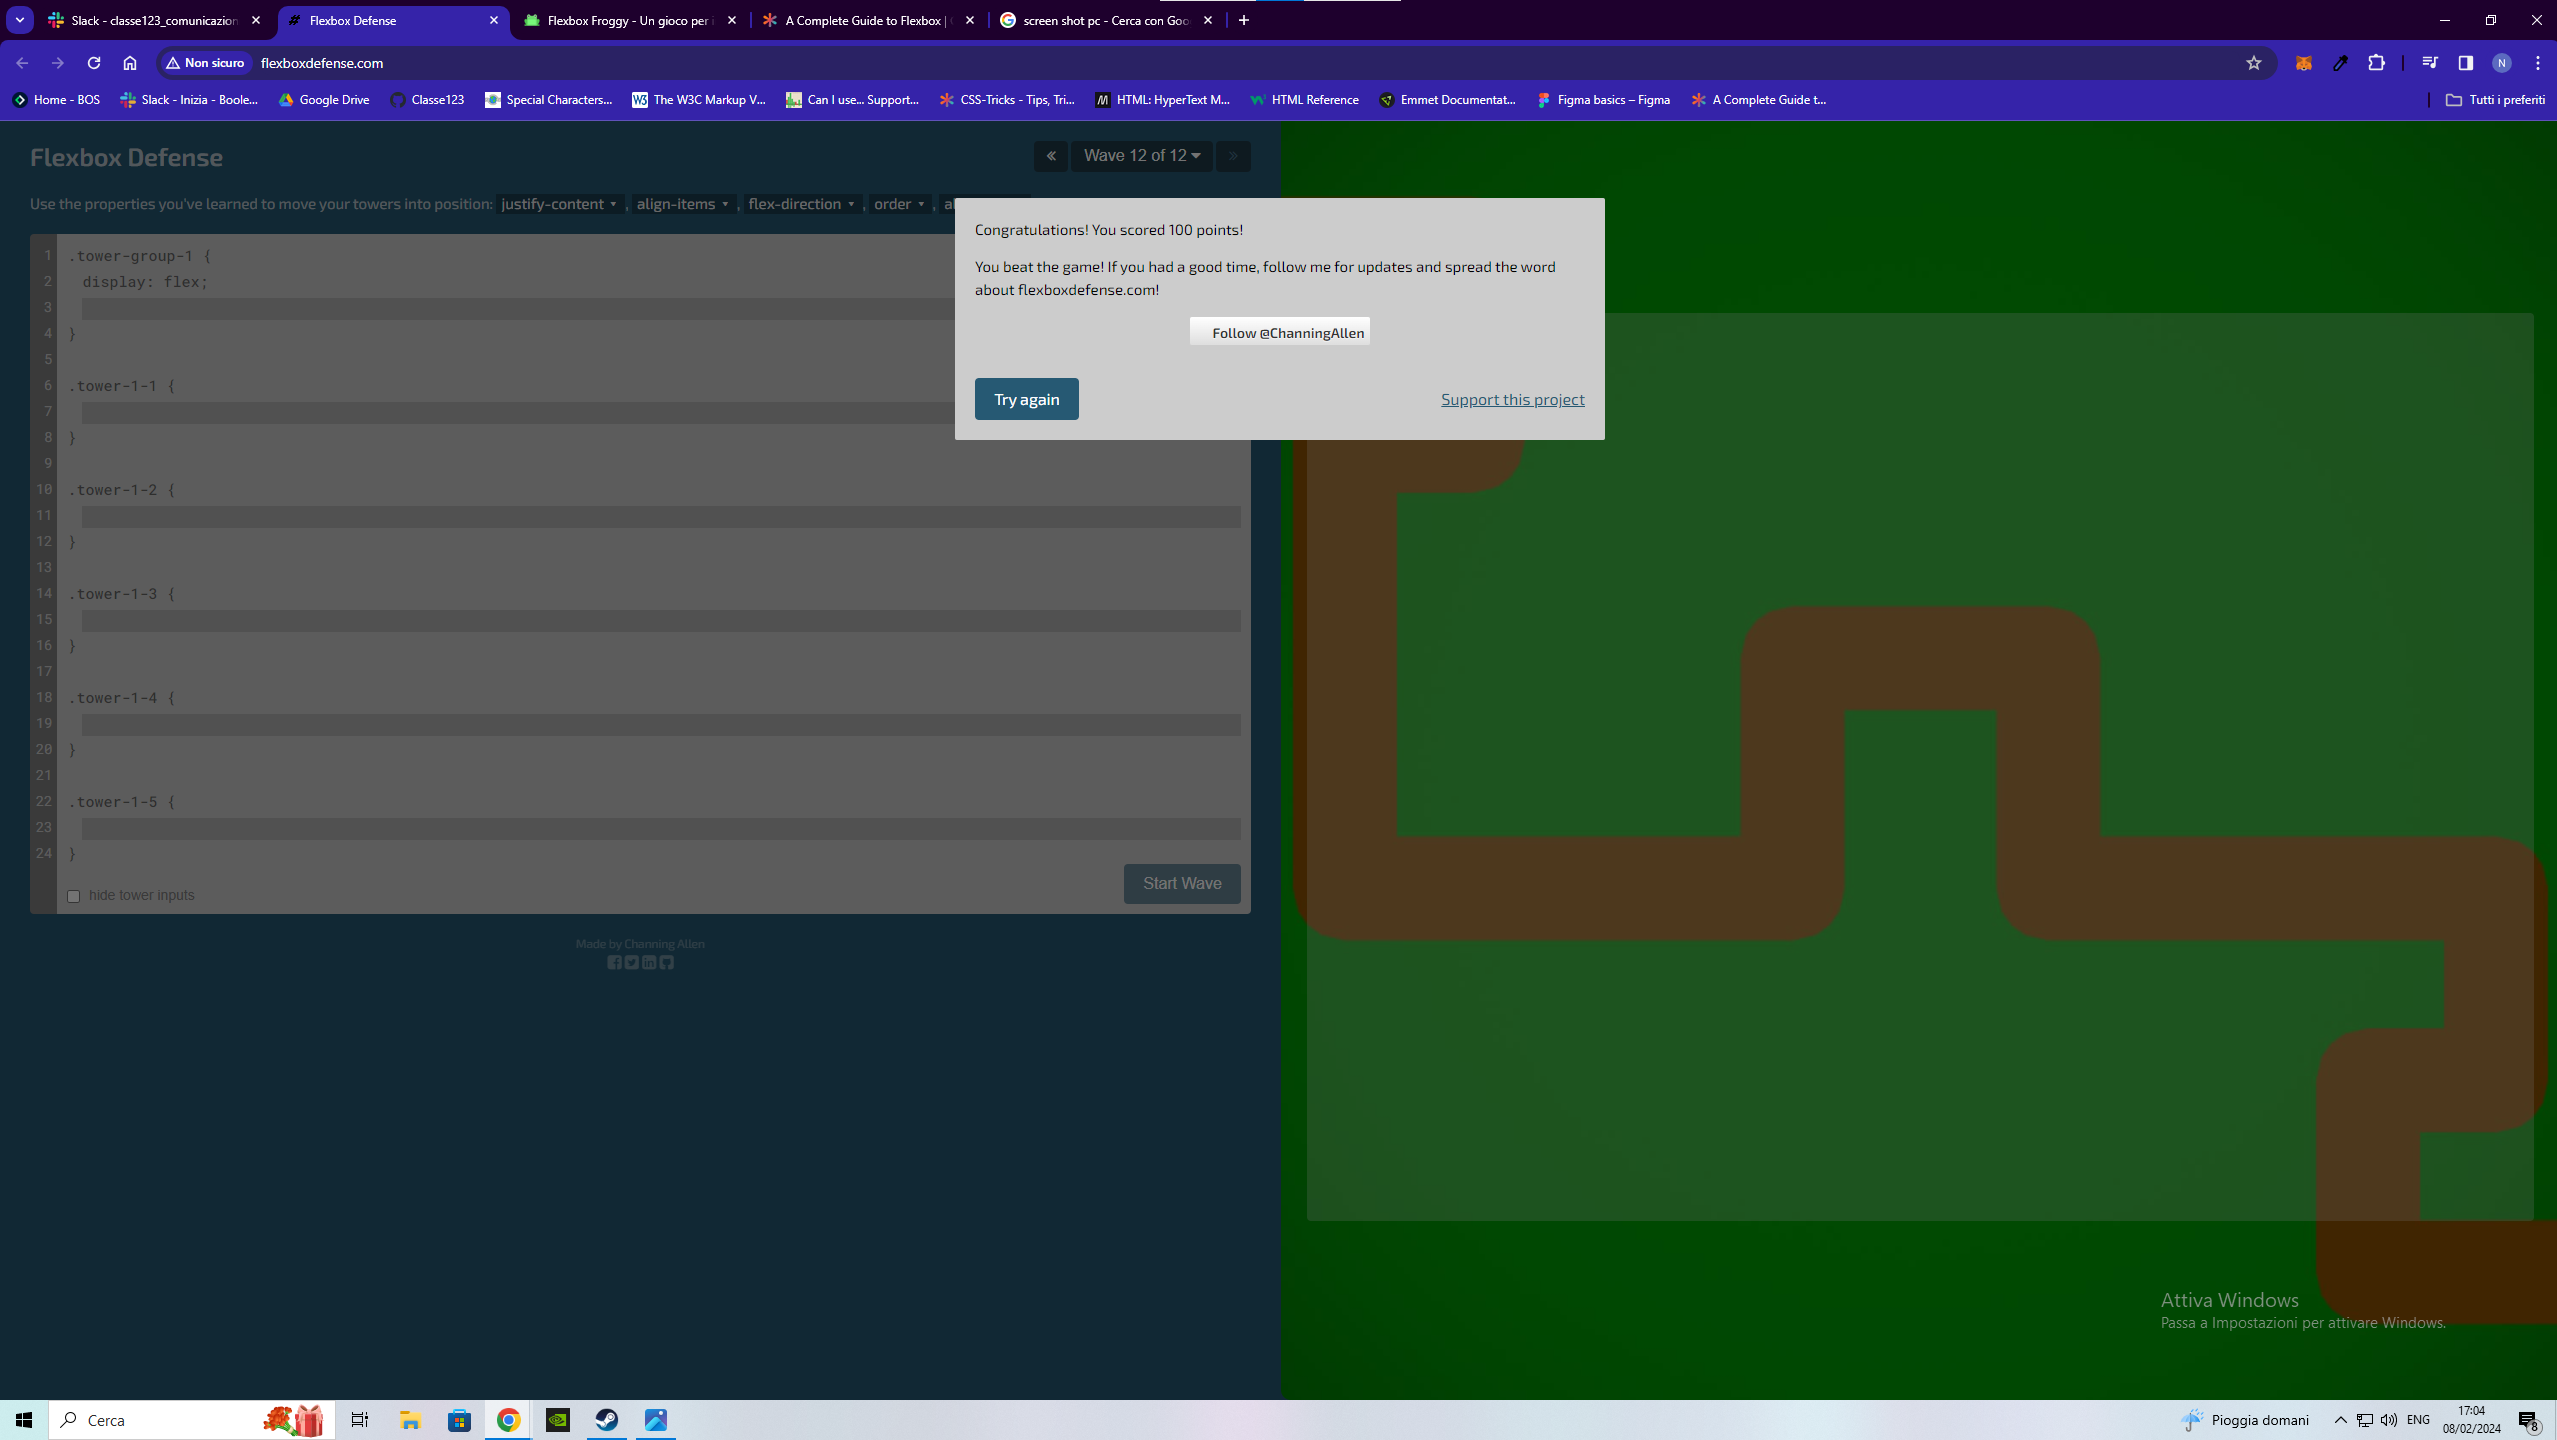 Slack - classe123_comunicazion
Flexbox Defense
Flexbox Froggy - Un gioco per i
A Complete Guide to Flexbox |
screen shot pc - Cerca con Goo
Non sicuro
flexboxdefense.com
N
Home - BOS
Slack - Inizia - Boole...
Google Drive
Classe123
Special Characters...
The W3C Markup V...
Can I use... Support...
CSS-Tricks - Tips, Tri...
HTML: HyperText M...
HTML Reference
Emmet Documentat...
Figma basics – Figma
A Complete Guide t...
Tutti i preferiti
Flexbox Defense
« Wave 12 of 12 »
Use the properties you've learned to move your towers into position: justify-content , align-items , flex-direction , order ,
1 .tower-group-1 {
2 display: flex;
3
4 }
5
6 .tower-1-1 {
7
8 }
9
10 .tower-1-2 {
11
12 }
13
14 .tower-1-3 {
15
16 }
17
18 .tower-1-4 {
19
20 }
21
22 .tower-1-5 {
23
24 }
hide tower inputs
Start Wave
Made by Channing Allen
Congratulations! You scored 100 points!
You beat the game! If you had a good time, follow me for updates and spread the word
about flexboxdefense.com!
Follow @ChanningAllen
Try again
Support this project
Attiva Windows
Passa a Impostazioni per attivare Windows.
Cerca
Pioggia domani
ENG
17:04
08/02/2024
8